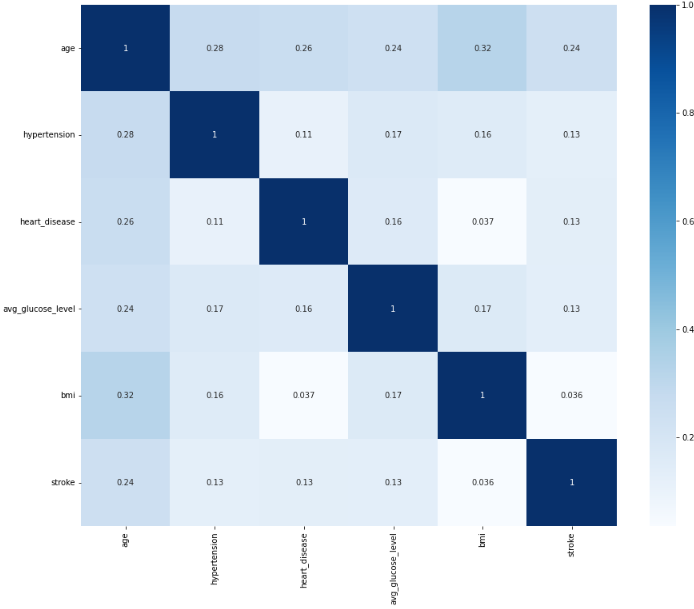 age 1 0.28 0.26 0.24 0.32 0.24
hypertension 0.28 1 0.11 0.17 0.16 0.13
heart_disease 0.26 0.11 1 0.16 0.037 0.13
avg_glucose_level 0.24 0.17 0.16 1 0.17 0.13
bmi 0.32 0.16 0.037 0.17 1 0.036
stroke 0.24 0.13 0.13 0.13 0.036 1
age
hypertension
heart_disease
avg_glucose_level
bmi
stroke
1.0
0.8
0.6
0.4
0.2